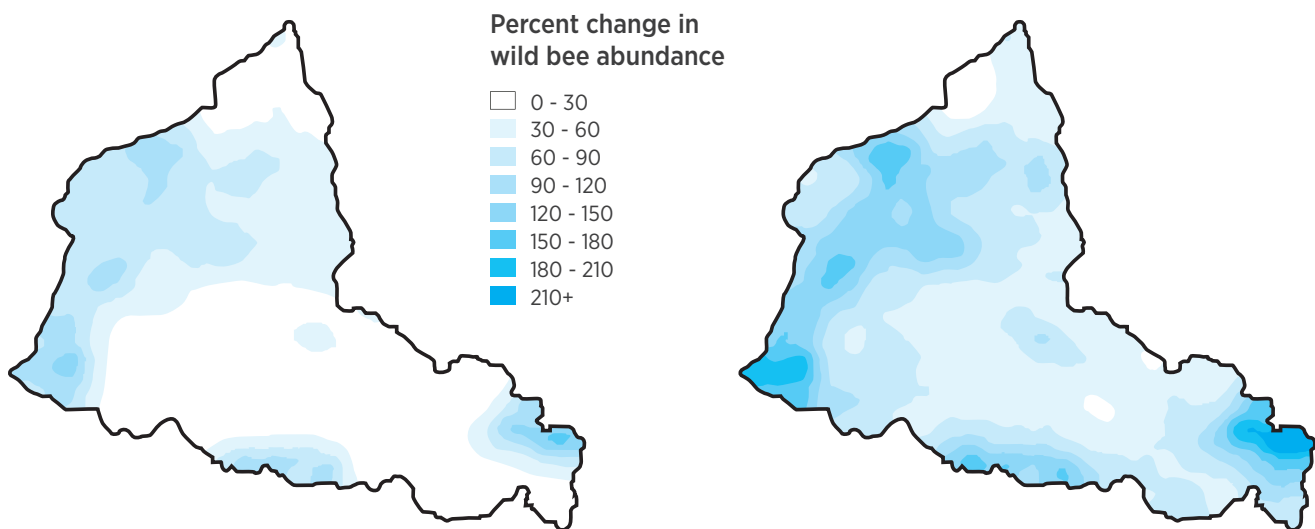 Percent change in
wild bee abundance
0 - 30
30 - 60
60 - 90
90 - 120
120 - 150
150 - 180
180 - 210
210+